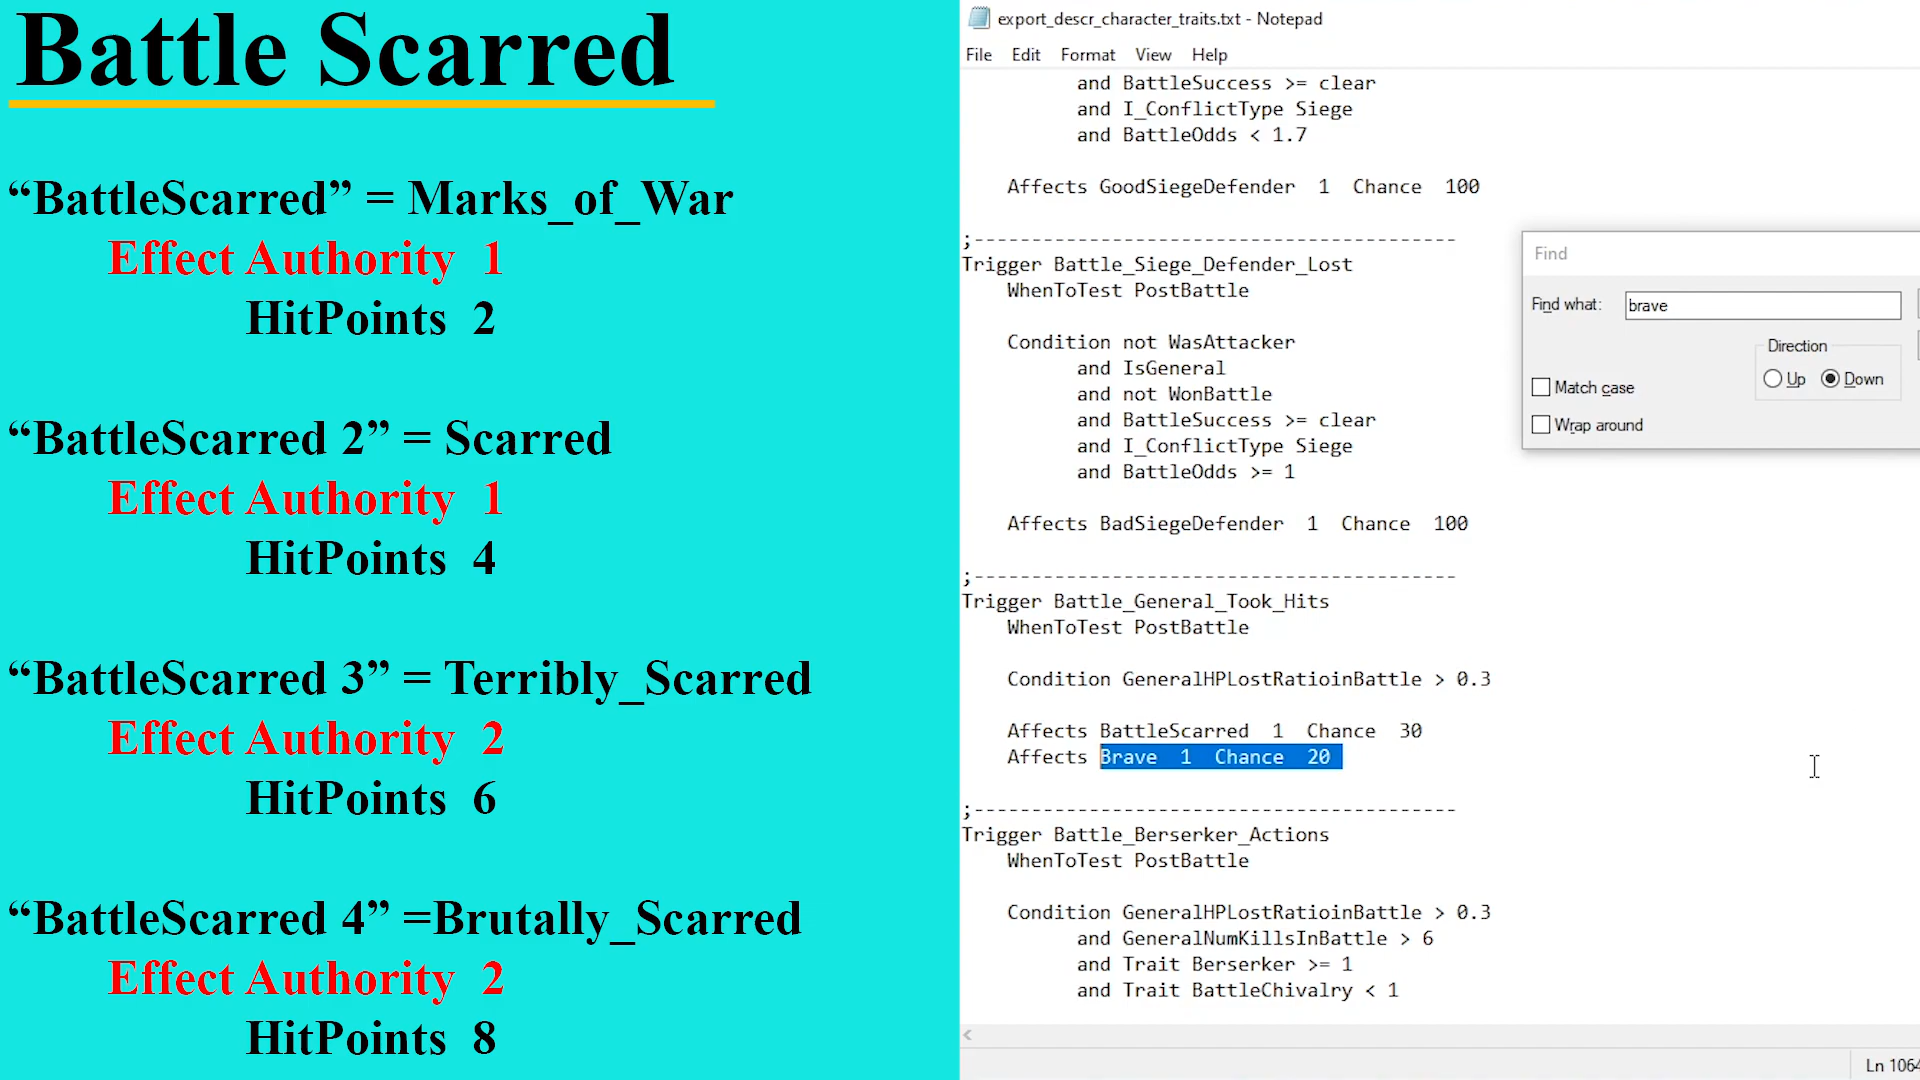 Battle Scarred
“BattleScarred” = Marks_of_War
Effect Authority 1
HitPoints 2
“BattleScarred 2” = Scarred
Effect Authority 1
HitPoints 4
“BattleScarred 3” = Terribly_Scarred
Effect Authority 2
HitPoints 6
“BattleScarred 4” =Brutally_Scarred
Effect Authority 2
HitPoints 8
export_descr_character_traits.txt - Notepad
File Edit Format View Help
and BattleSuccess >= clear
and I_ConflictType Siege
and BattleOdds < 1.7
Affects GoodSiegeDefender 1 Chance 100
;------------------------------------------
Trigger Battle_Siege_Defender_Lost
WhenToTest PostBattle
Condition not WasAttacker
and IsGeneral
and not WonBattle
and BattleSuccess >= clear
and I_ConflictType Siege
and BattleOdds >= 1
Affects BadSiegeDefender 1 Chance 100
;------------------------------------------
Trigger Battle_General_Took_Hits
WhenToTest PostBattle
Condition GeneralHPLostRatioinBattle > 0.3
Affects BattleScarred 1 Chance 30
Affects Brave 1 Chance 20
;------------------------------------------
Trigger Battle_Berserker_Actions
WhenToTest PostBattle
Condition GeneralHPLostRatioinBattle > 0.3
and GeneralNumKillsInBattle > 6
and Trait Berserker >= 1
and Trait BattleChivalry < 1
Find
Find what: brave
Direction
Up Down
Match case
Wrap around
Ln 1064